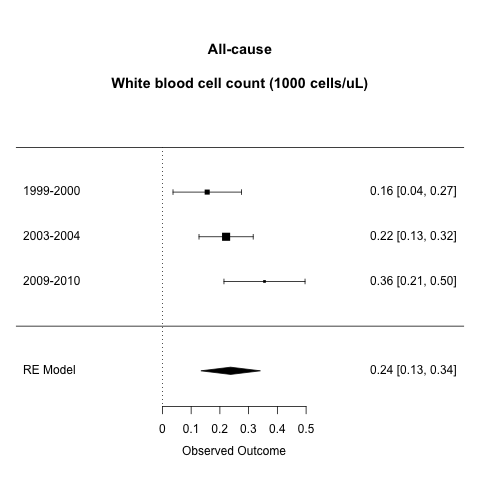 All-cause
White blood cell count (1000 cells/uL)
1999-2000 0.16 [0.04, 0.27]
2003-2004 0.22 [0.13, 0.32]
2009-2010 0.36 [0.21, 0.50]
RE Model 0.24 [0.13, 0.34]
0 0.1 0.2 0.3 0.4 0.5
Observed Outcome